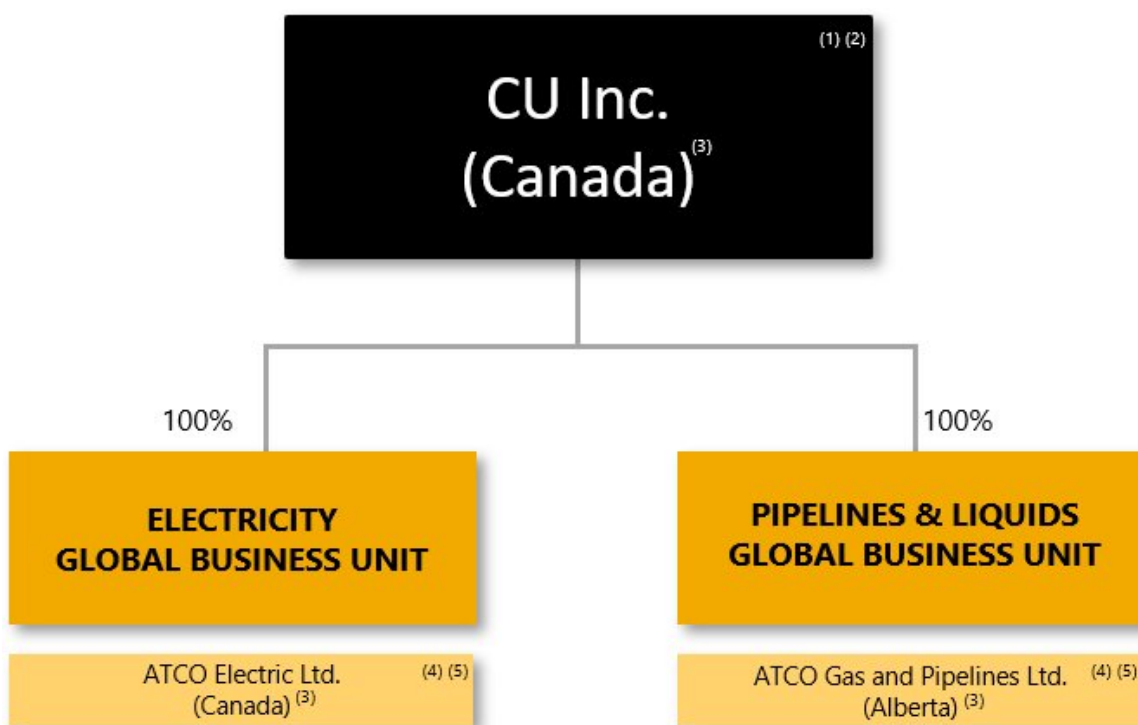 (1) (2)
CU Inc.
(Canada) (3)
100%
100%
ELECTRICITY
GLOBAL BUSINESS UNIT
PIPELINES & LIQUIDS
GLOBAL BUSINESS UNIT
ATCO Electric Ltd. (4) (5)
(Canada) (3)
ATCO Gas and Pipelines Ltd. (4) (5)
(Alberta) (3)